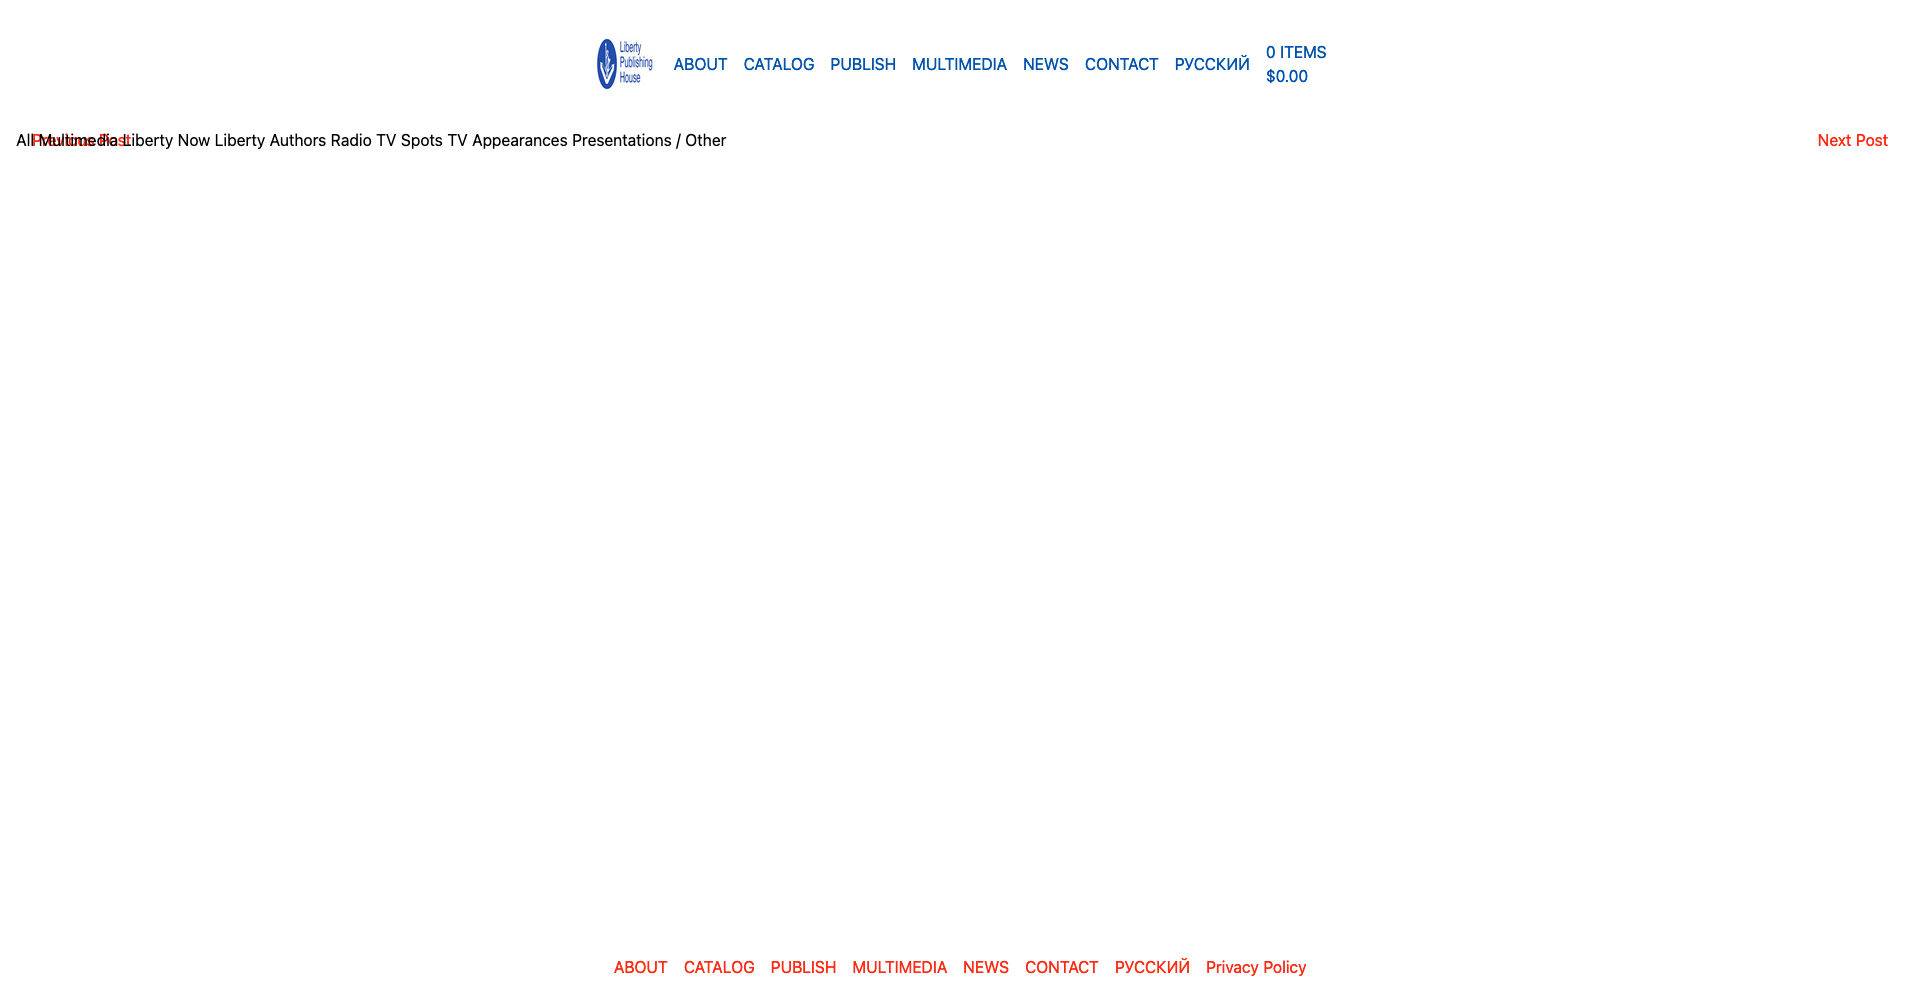 Liberty
Publishing
House
ABOUT CATALOG PUBLISH MULTIMEDIA NEWS CONTACT РУССКИЙ
0 ITEMS
$0.00
All Multimedia Liberty Now Liberty Authors Radio TV Spots TV Appearances Presentations / Other
Previous Post
Next Post
ABOUT CATALOG PUBLISH MULTIMEDIA NEWS CONTACT РУССКИЙ Privacy Policy